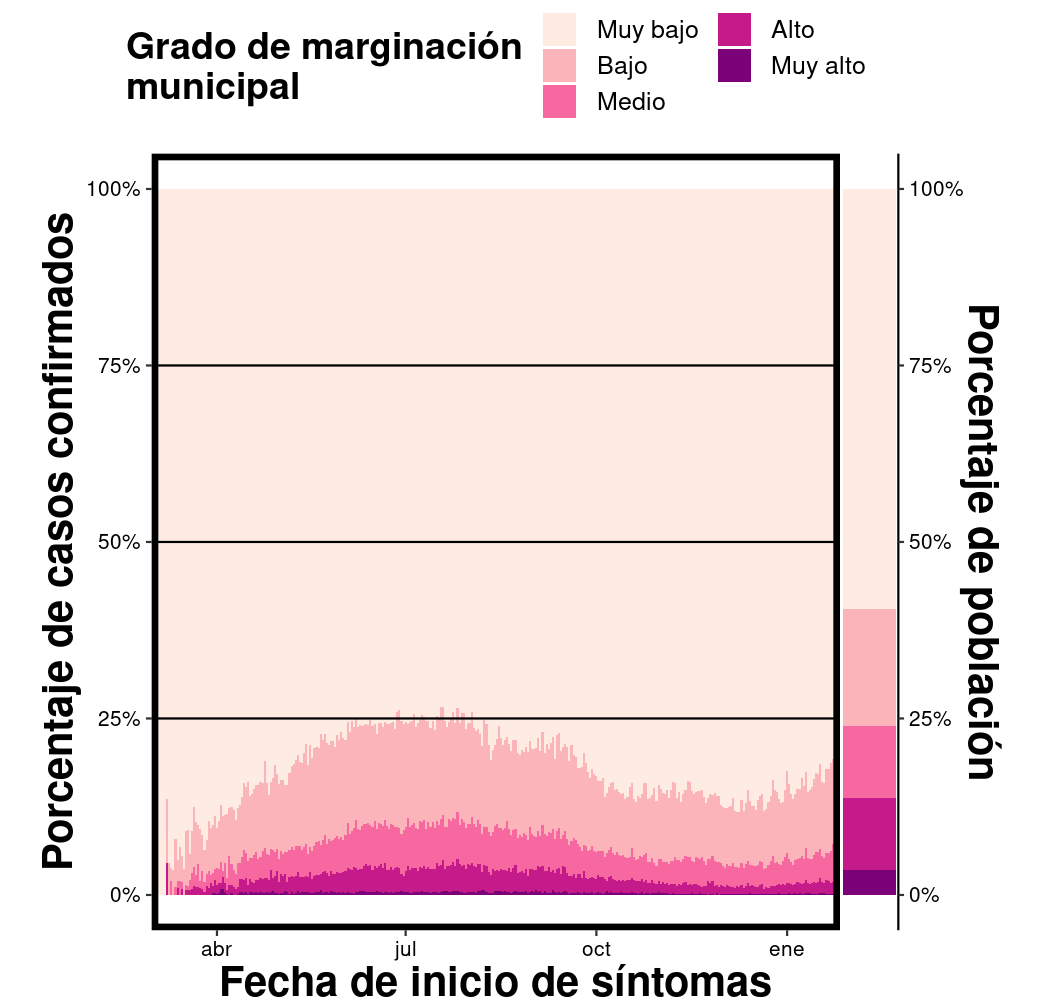 Grado de marginación
municipal
Muy bajo
Bajo
Medio
Alto
Muy alto
Porcentaje de casos confirmados
100%
75%
50%
25%
0%
100%
75%
50%
25%
0%
Porcentaje de población
abr
jul
oct
ene
Fecha de inicio de síntomas